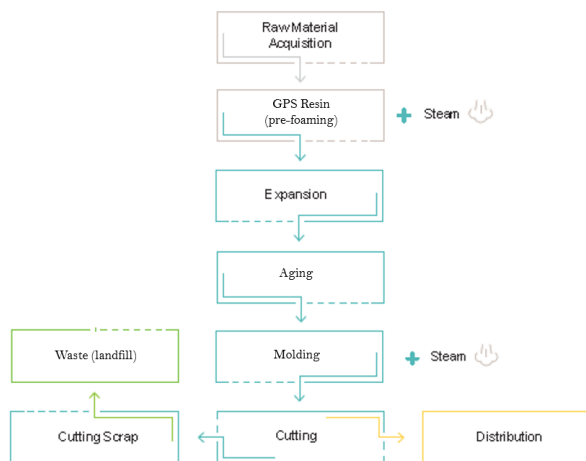 Raw Material
Acquisition
GPS Resin
(pre-foaming)
Steam
Expansion
Aging
Waste (landfill)
Molding
Steam
Cutting Scrap
Cutting
Distribution